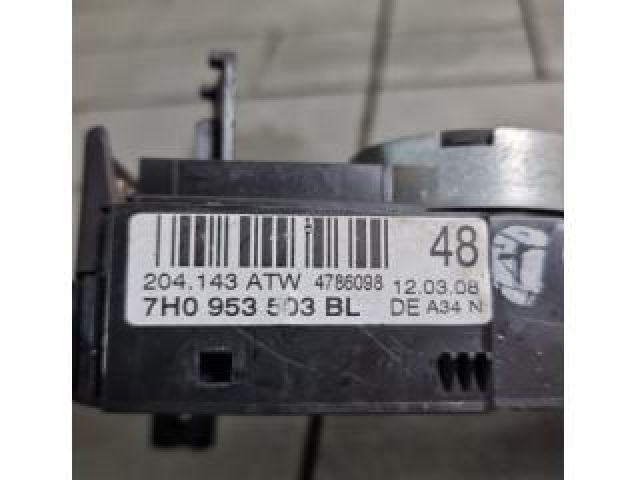 48
204.143 ATW 4786098 12.03.08
7H0 953 503 BL DE A34 N